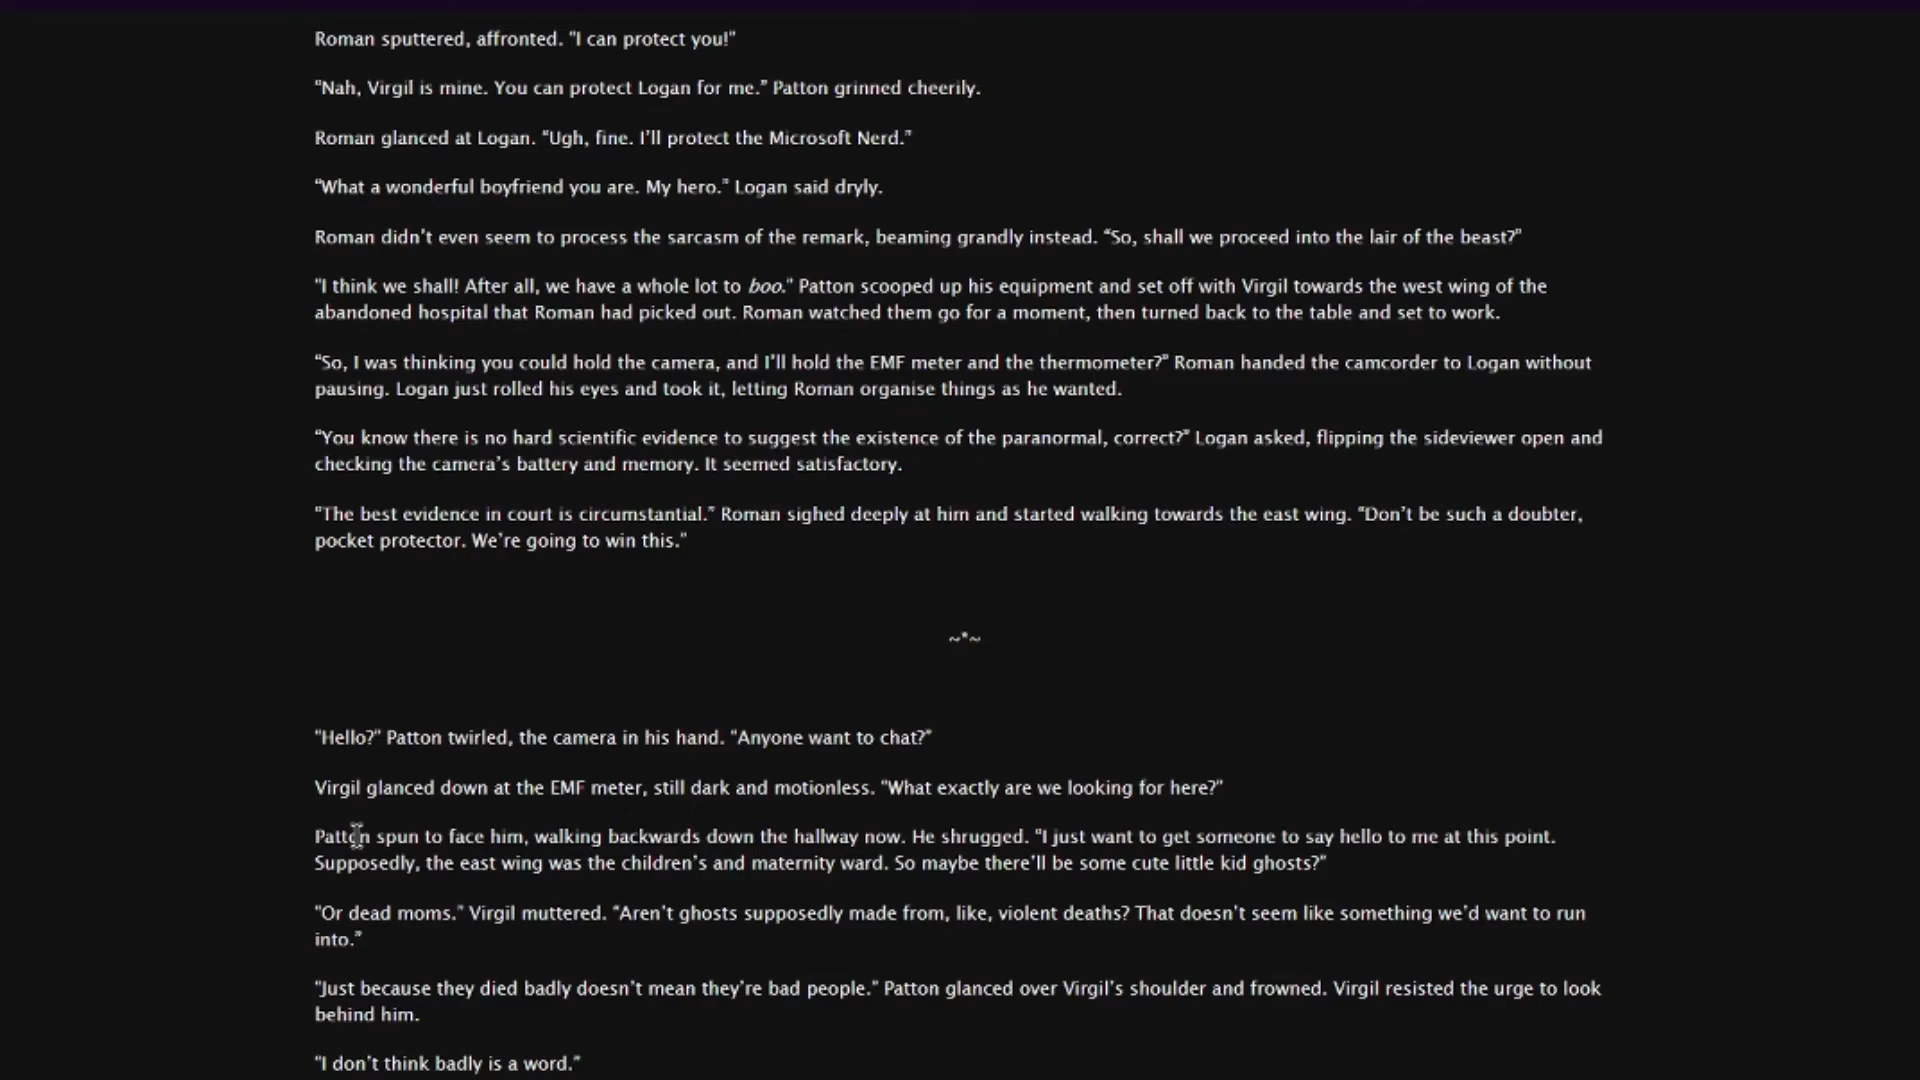 Roman sputtered, affronted. "I can protect you!"
“Nah, Virgil is mine. You can protect Logan for me.” Patton grinned cheerily.
Roman glanced at Logan. “Ugh, fine. I’ll protect the Microsoft Nerd.”
“What a wonderful boyfriend you are. My hero.” Logan said dryly.
Roman didn’t even seem to process the sarcasm of the remark, beaming grandly instead. “So, shall we proceed into the lair of the beast?”
"I think we shall! After all, we have a whole lot to boo." Patton scooped up his equipment and set off with Virgil towards the west wing of the
abandoned hospital that Roman had picked out. Roman watched them go for a moment, then turned back to the table and set to work.
“So, I was thinking you could hold the camera, and I’ll hold the EMF meter and the thermometer?” Roman handed the camcorder to Logan without
pausing. Logan just rolled his eyes and took it, letting Roman organise things as he wanted.
“You know there is no hard scientific evidence to suggest the existence of the paranormal, correct?” Logan asked, flipping the sideviewer open and
checking the camera’s battery and memory. It seemed satisfactory.
“The best evidence in court is circumstantial.” Roman sighed deeply at him and started walking towards the east wing. “Don’t be such a doubter,
pocket protector. We’re going to win this.”
~*~
“Hello?” Patton twirled, the camera in his hand. “Anyone want to chat?”
Virgil glanced down at the EMF meter, still dark and motionless. “What exactly are we looking for here?”
Patton spun to face him, walking backwards down the hallway now. He shrugged. “I just want to get someone to say hello to me at this point.
Supposedly, the east wing was the children’s and maternity ward. So maybe there’ll be some cute little kid ghosts?”
“Or dead moms.” Virgil muttered. “Aren’t ghosts supposedly made from, like, violent deaths? That doesn’t seem like something we’d want to run
into.”
“Just because they died badly doesn’t mean they’re bad people.” Patton glanced over Virgil’s shoulder and frowned. Virgil resisted the urge to look
behind him.
“I don’t think badly is a word.”